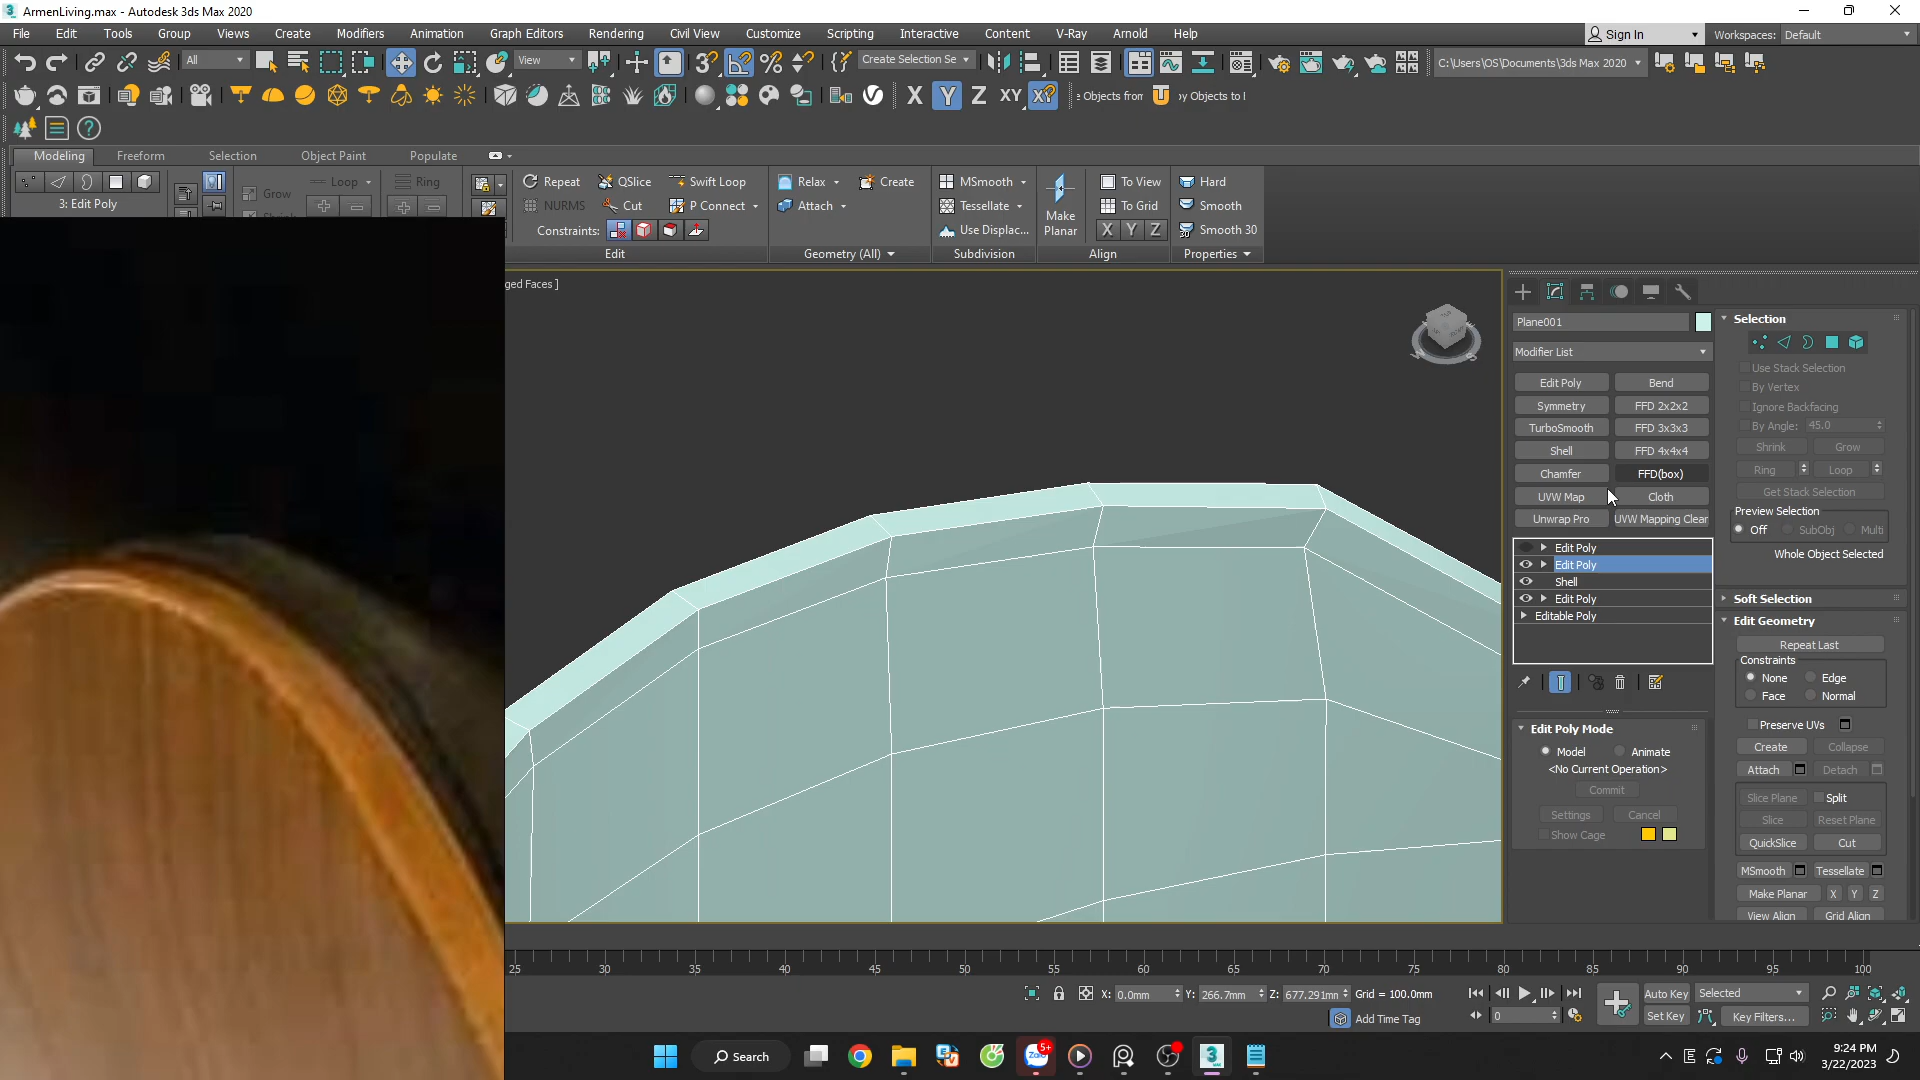 ArmenLiving.max - Autodesk 3ds Max 2020
File Edit Tools Group Views Create Modifiers Animation Graph Editors Rendering Civil View Customize Scripting Interactive Content V-Ray Arnold Help
Sign In Workspaces: Default
All View Create Selection Se C:\Users\OS\Documents\3ds Max 2020
X Y Z XY XY e Objects from by Objects to l
Modeling Freeform Selection Object Paint Populate
Loop Ring Repeat QSlice Swift Loop Relax Create MSmooth To View Hard
Grow
3: Edit Poly NURMS Cut P Connect Attach Tessellate Make Planar To Grid Smooth
Constraints: Use Displac... X Y Z Smooth 30
Edit Geometry (All) Subdivision Align Properties
ged Faces ]
Plane001
Modifier List
Edit Poly Bend
Symmetry FFD 2x2x2
TurboSmooth FFD 3x3x3
Shell FFD 4x4x4
Chamfer FFD(box)
UVW Map Cloth
Unwrap Pro UVW Mapping Clear
Edit Poly
Edit Poly
Shell
Edit Poly
Editable Poly
Edit Poly Mode
Model Animate
<No Current Operation>
Commit
Settings Cancel
Show Cage
Selection
Use Stack Selection
By Vertex
Ignore Backfacing
By Angle: 45.0
Shrink Grow
Ring Loop
Get Stack Selection
Preview Selection
Off SubObj Multi
Whole Object Selected
Soft Selection
Edit Geometry
Repeat Last
Constraints
None Edge
Face Normal
Preserve UVs
Create Collapse
Attach Detach
Slice Plane Split
Slice Reset Plane
QuickSlice Cut
MSmooth Tessellate
Make Planar X Y Z
View Align Grid Align
25 30 35 40 45 50 55 60 65 70 75 80 85 90 95 100
X: 0.0mm Y: 266.7mm Z: 677.291mm Grid = 100.0mm
Auto Key Selected
Add Time Tag 0 Set Key Key Filters...
Search
5+
9:24 PM
3/22/2023